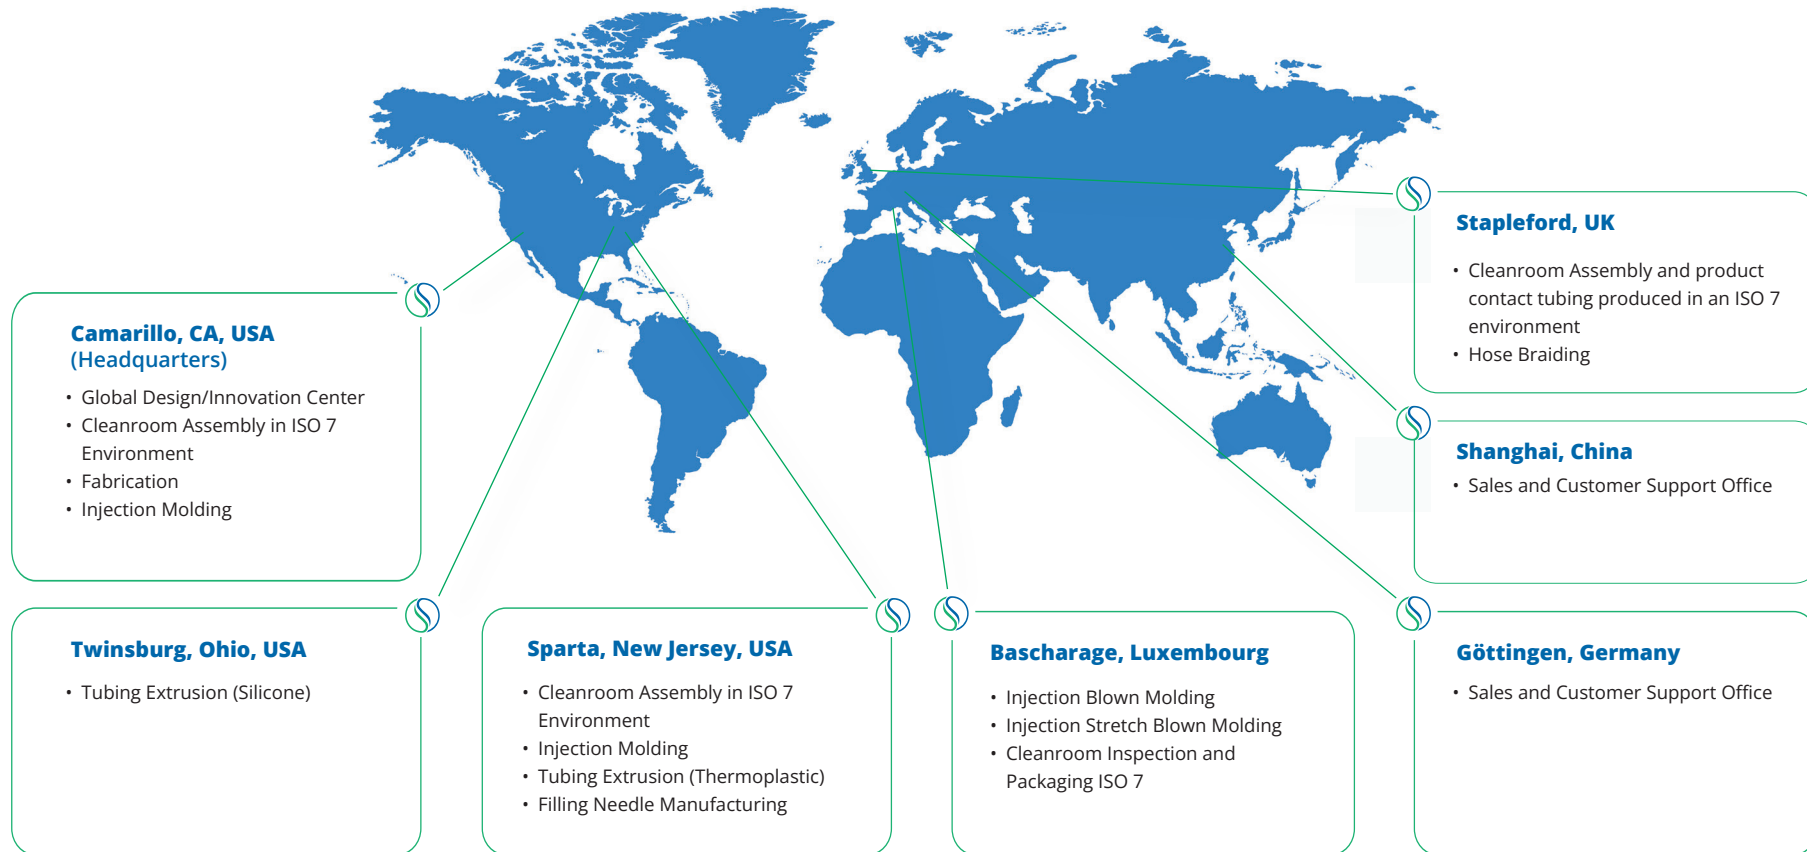 Camarillo, CA, USA
(Headquarters)
• Global Design/Innovation Center
• Cleanroom Assembly in ISO 7
Environment
• Fabrication
• Injection Molding
Stapleford, UK
• Cleanroom Assembly and product
contact tubing produced in an ISO 7
environment
• Hose Braiding
Shanghai, China
• Sales and Customer Support Office
Twinsburg, Ohio, USA
• Tubing Extrusion (Silicone)
Sparta, New Jersey, USA
• Cleanroom Assembly in ISO 7
Environment
• Injection Molding
• Tubing Extrusion (Thermoplastic)
• Filling Needle Manufacturing
Bascharage, Luxembourg
• Injection Blown Molding
• Injection Stretch Blown Molding
• Cleanroom Inspection and
Packaging ISO 7
Göttingen, Germany
• Sales and Customer Support Office